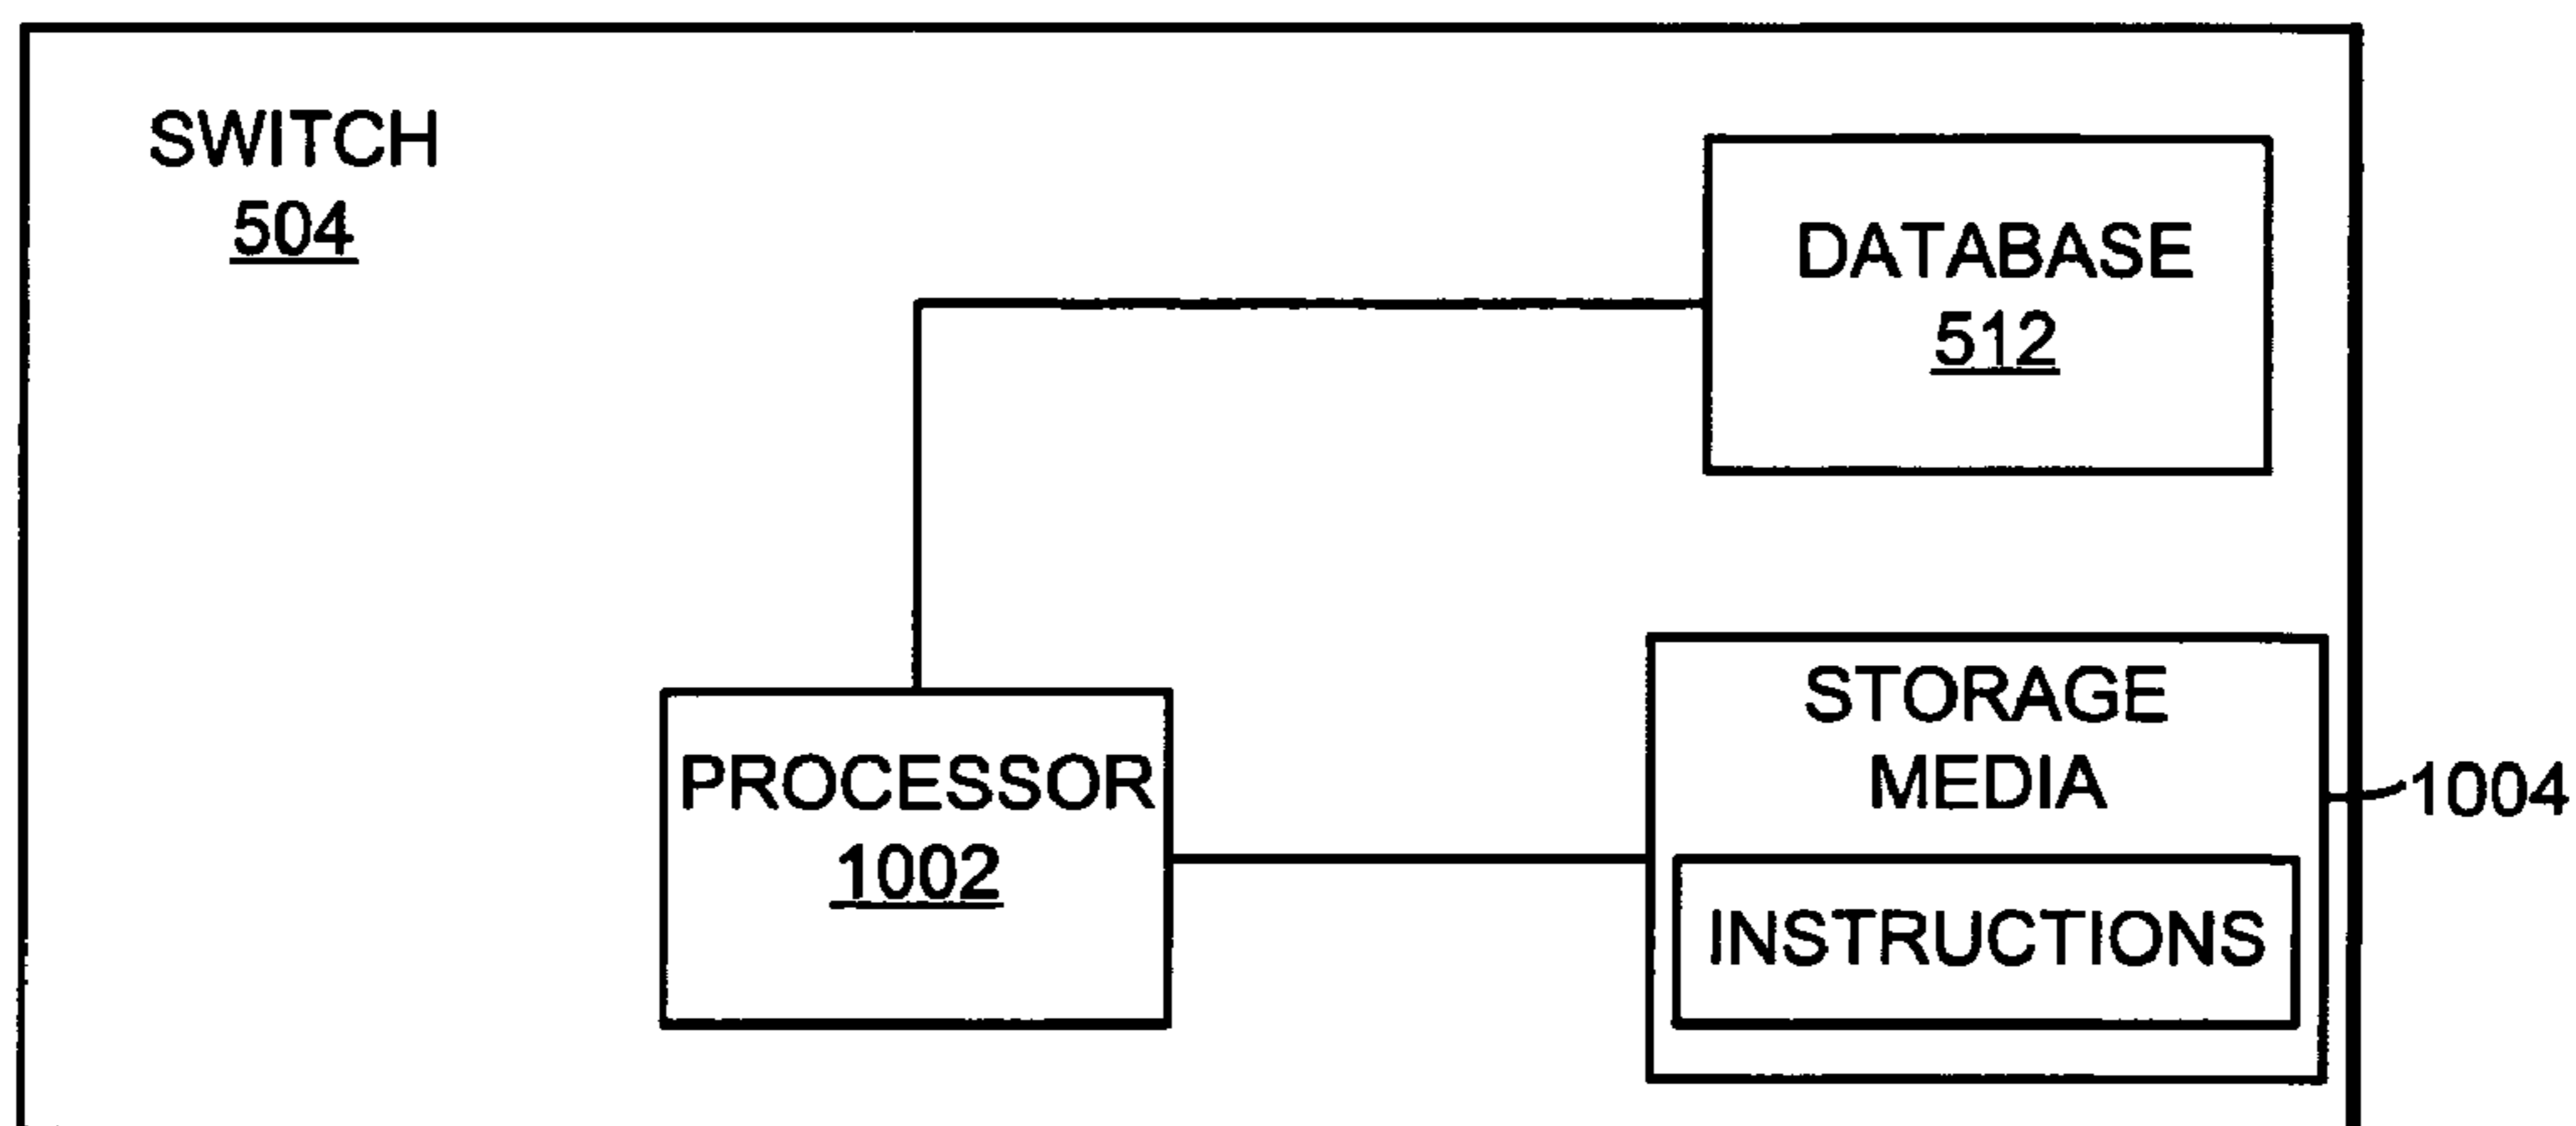 SWITCH
504
DATABASE
512
PROCESSOR
1002
STORAGE
MEDIA
INSTRUCTIONS
1004